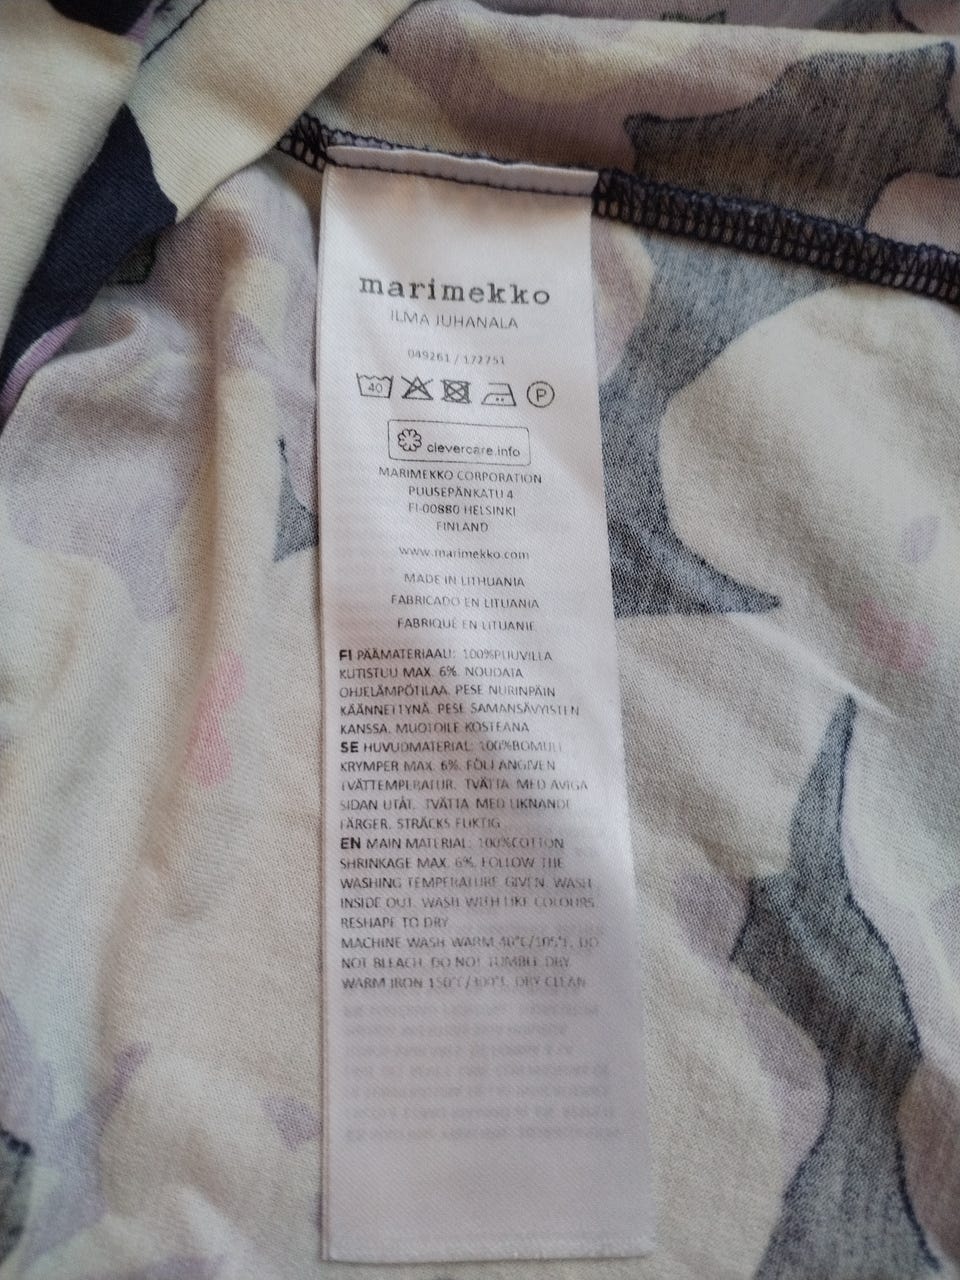 marimekko
ILMA JUHANALA
049261 / 172751
40 P
clevercare.info
MARIMEKKO CORPORATION
PUUSEPÄNKATU 4
FI-00880 HELSINKI
FINLAND
www.marimekko.com
MADE IN LITHUANIA
FABRICADO EN LITUANIA
FABRIQUÉ EN LITUANIE
FI PÄÄMATERIAALI: 100%PUUVILLA
KUTISTUU MAX. 6%. NOUDATA
OHJELÄMPÖTILAA. PESE NURINPÄIN
KÄÄNNETTYNÄ. PESE SAMANSÄVYISTEN
KANSSA. MUOTOILE KOSTEANA
SE HUVUDMATERIAL: 100%BOMULL
KRYMPER MAX. 6%. FÖLJ ANGIVEN
TVÄTTEMPERATUR. TVÄTTA MED AVIGA
SIDAN UTÅT. TVÄTTA MED LIKNANDE
FÄRGER. STRÄCKS FUKTIG
EN MAIN MATERIAL: 100%COTTON
SHRINKAGE MAX. 6%. FOLLOW THE
WASHING TEMPERATURE GIVEN. WASH
INSIDE OUT. WASH WITH LIKE COLOURS.
RESHAPE TO DRY
MACHINE WASH WARM 40°C/105°F. DO
NOT BLEACH. DO NOT TUMBLE DRY.
WARM IRON 150°C/300°F. DRY CLEAN